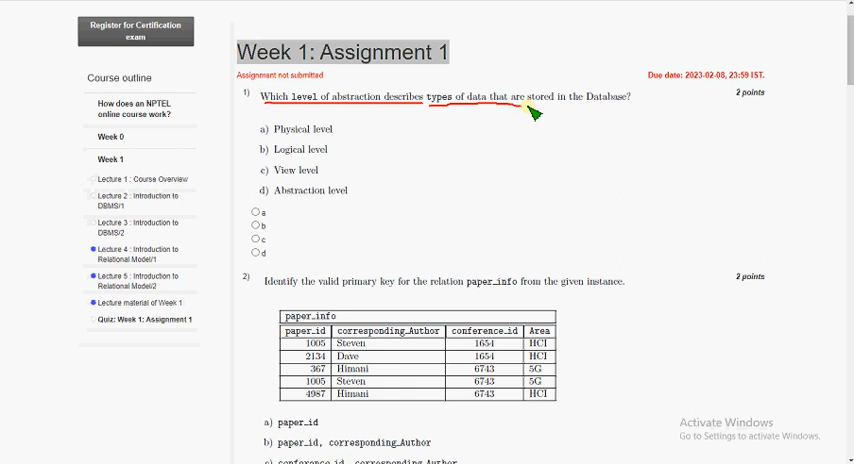 Register for Certification
exam
Course outline
How does an NPTEL
online course work?
Week 0
Week 1
Lecture 1 : Course Overview
Lecture 2 : Introduction to
DBMS/1
Lecture 3 : Introduction to
DBMS/2
Lecture 4 : Introduction to
Relational Model/1
Lecture 5 : Introduction to
Relational Model/2
Lecture material of Week 1
Quiz: Week 1: Assignment 1
Week 1: Assignment 1
Assignment not submitted
Due date: 2023-02-08, 23:59 IST.
1) Which level of abstraction describes types of data that are stored in the Database?
2 points
a) Physical level
b) Logical level
c) View level
d) Abstraction level
a
b
c
d
2) Identify the valid primary key for the relation paper_info from the given instance.
2 points
paper_info
paper_id corresponding_Author conference_id Area
1005 Steven 1654 HCI
2134 Dave 1654 HCI
367 Himani 6743 5G
1005 Steven 6743 5G
4987 Himani 6743 HCI
a) paper_id
b) paper_id, corresponding_Author
c) conference_id, corresponding_Author
Activate Windows
Go to Settings to activate Windows.